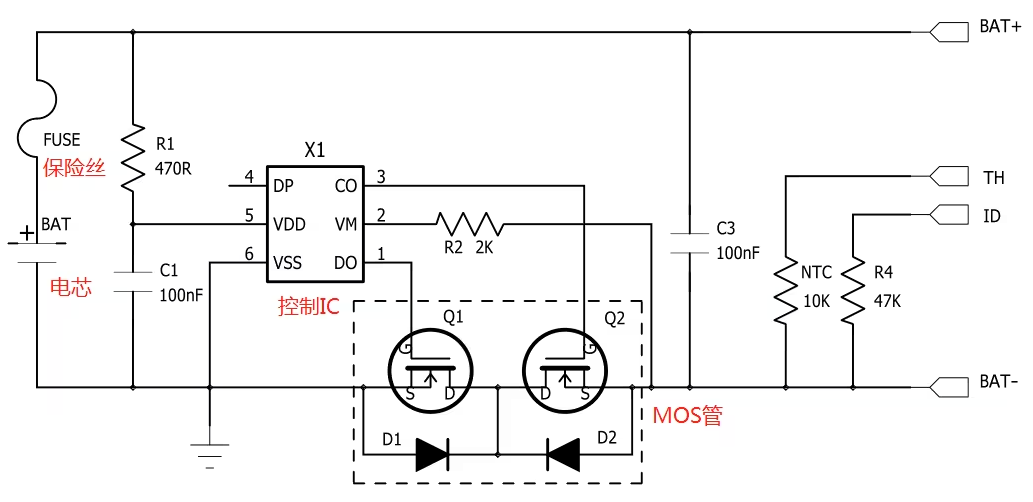 BAT+
FUSE
保险丝
R1
470R
X1
4
DP
CO
3
TH
BAT
5
VDD
VM
2
R2 2K
ID
C3
100nF
电芯
C1
100nF
6
VSS
DO
1
NTC
10K
R4
47K
控制IC
Q1
Q2
G
G
S
D
D
S
BAT-
MOS管
D1
D2